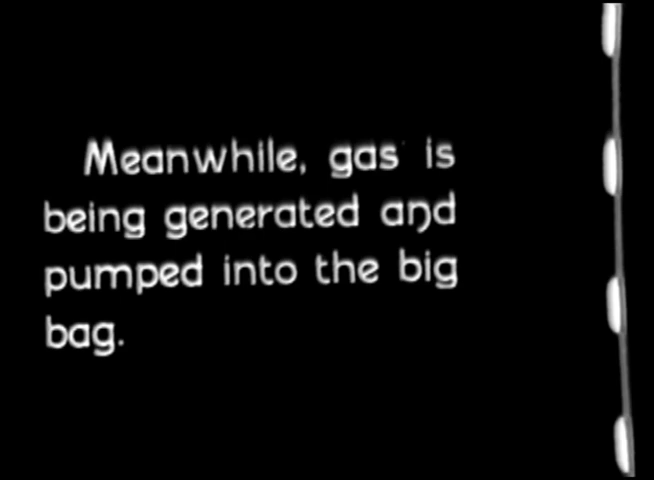 Meanwhile, gas is
being generated and
pumped into the big
bag.